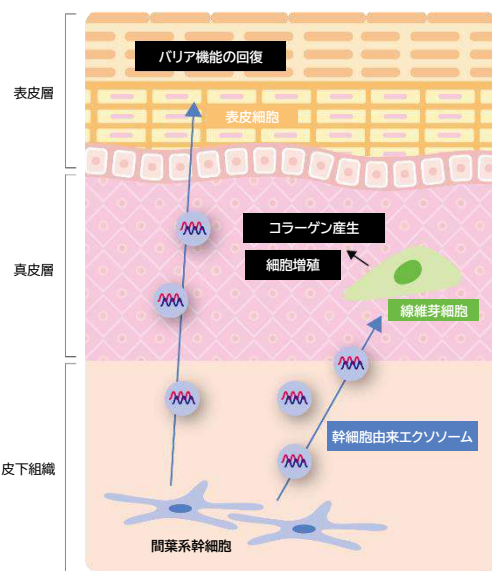 バリア機能の回復
表皮層
表皮細胞
コラーゲン産生
細胞増殖
真皮層
線維芽細胞
幹細胞由来エクソソーム
皮下組織
間葉系幹細胞